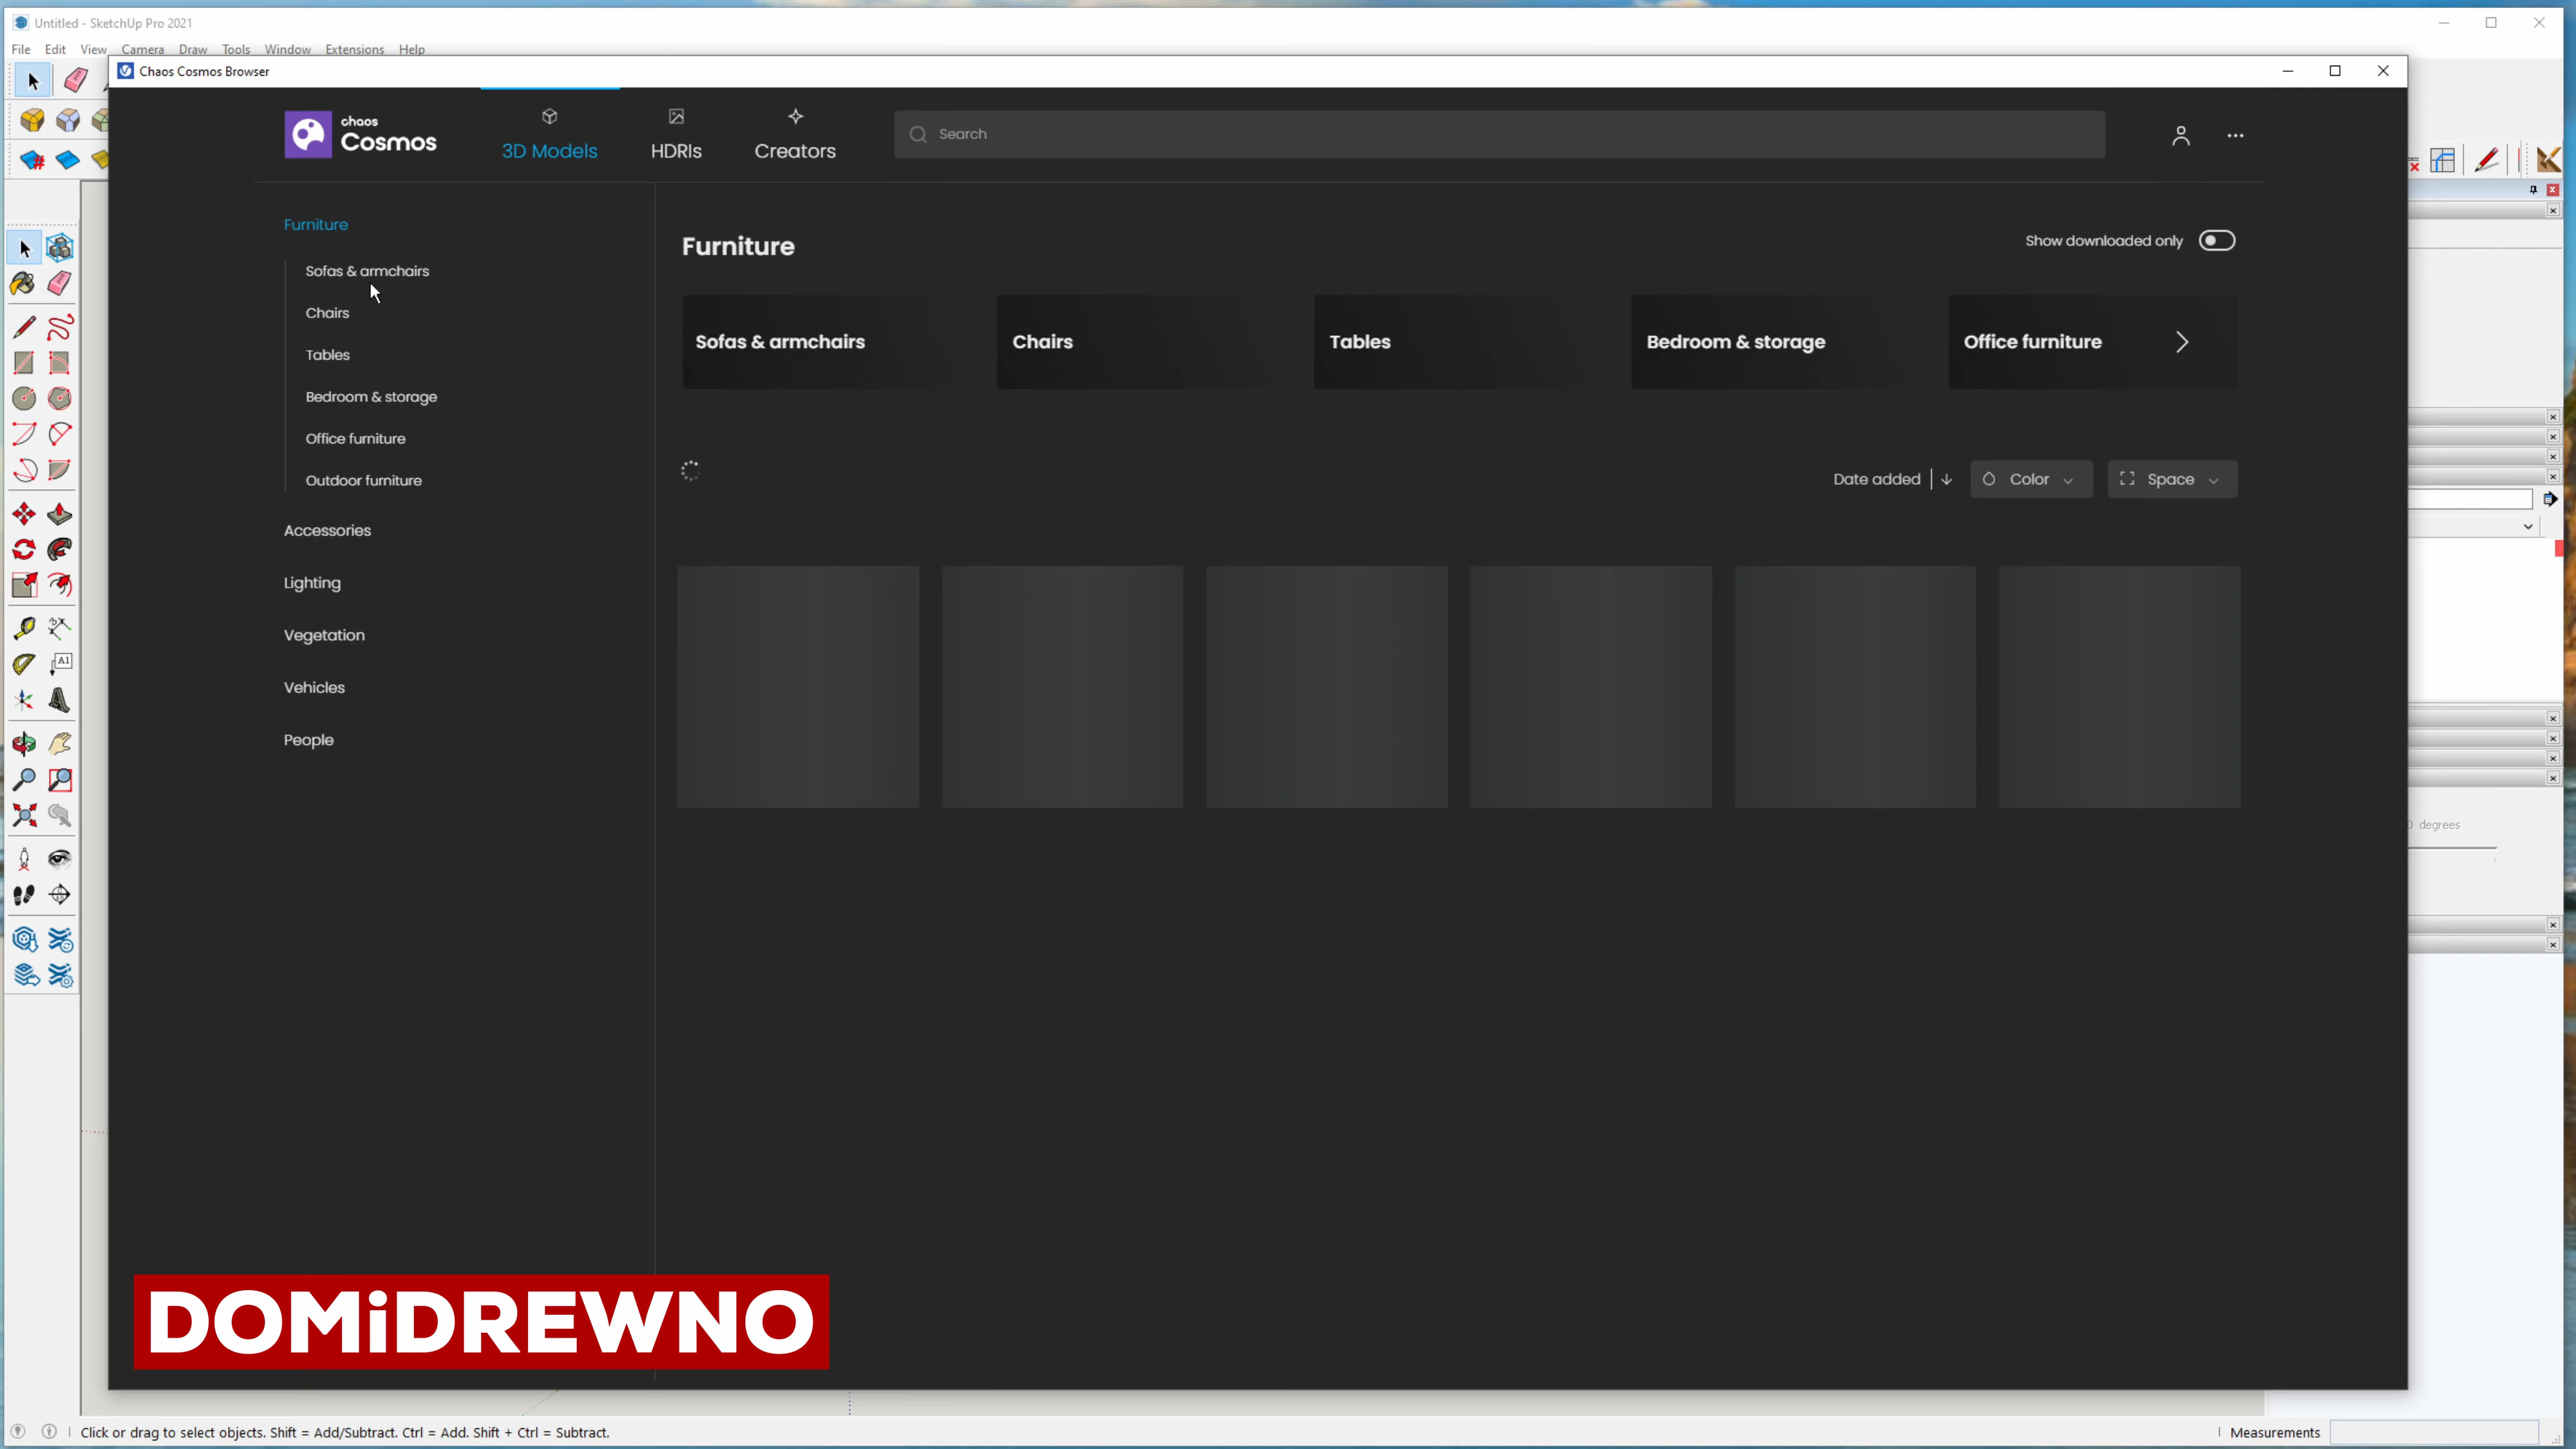 Untitled - SketchUp Pro 2021
File Edit View Camera Draw Tools Window Extensions Help
Chaos Cosmos Browser
chaos
Cosmos
3D Models
HDRIs
Creators
Search
Furniture
Sofas & armchairs
Chairs
Tables
Bedroom & storage
Office furniture
Outdoor furniture
Accessories
Lighting
Vegetation
Vehicles
People
Furniture
Show downloaded only
Sofas & armchairs
Chairs
Tables
Bedroom & storage
Office furniture
Date added
Color
Space
A1
degrees
DOMiDREWNO
Click or drag to select objects. Shift = Add/Subtract. Ctrl = Add. Shift + Ctrl = Subtract.
Measurements